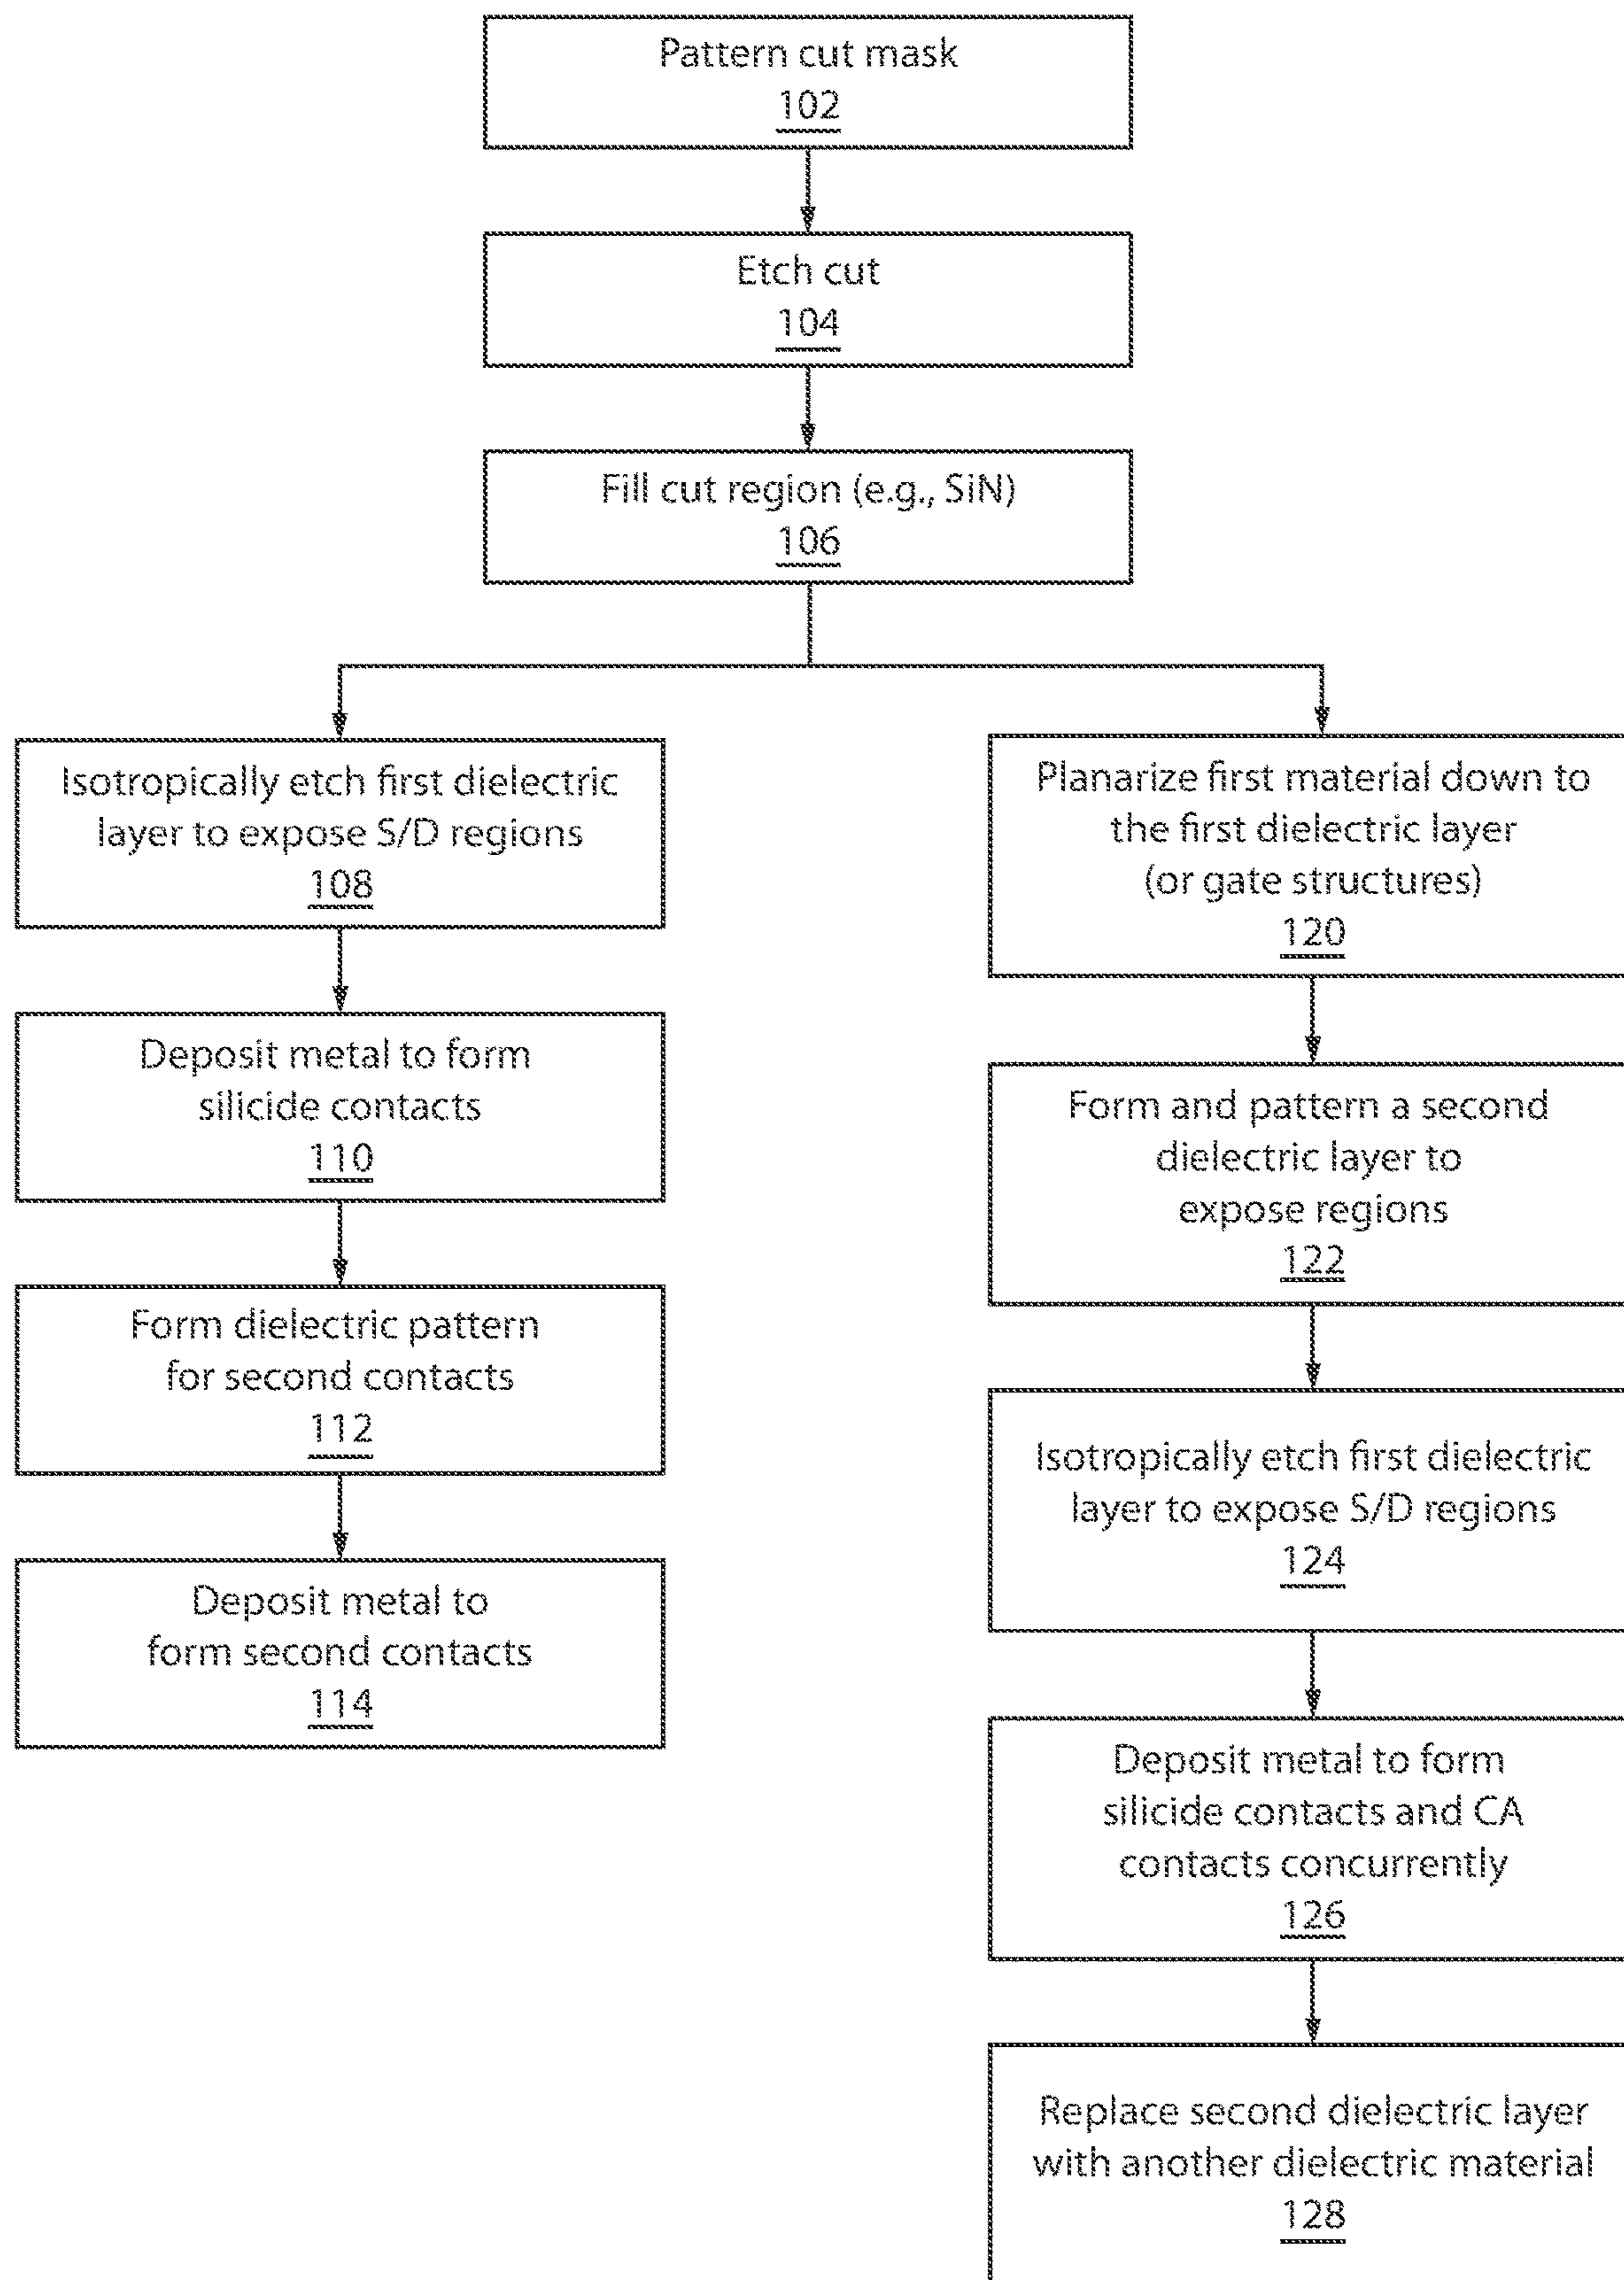 Pattern cut mask
102
Etch cut
104
Fill cut region (e.g., SiN)
106
Isotropically etch first dielectric
layer to expose S/D regions
108
Deposit metal to form
silicide contacts
110
Form dielectric pattern
for second contacts
112
Deposit metal to
form second contacts
114
Planarize first material down to
the first dielectric layer
(or gate structures)
120
Form and pattern a second
dielectric layer to
expose regions
122
Isotropically etch first dielectric
layer to expose S/D regions
124
Deposit metal to form
silicide contacts and CA
contacts concurrently
126
Replace second dielectric layer
with another dielectric material
128